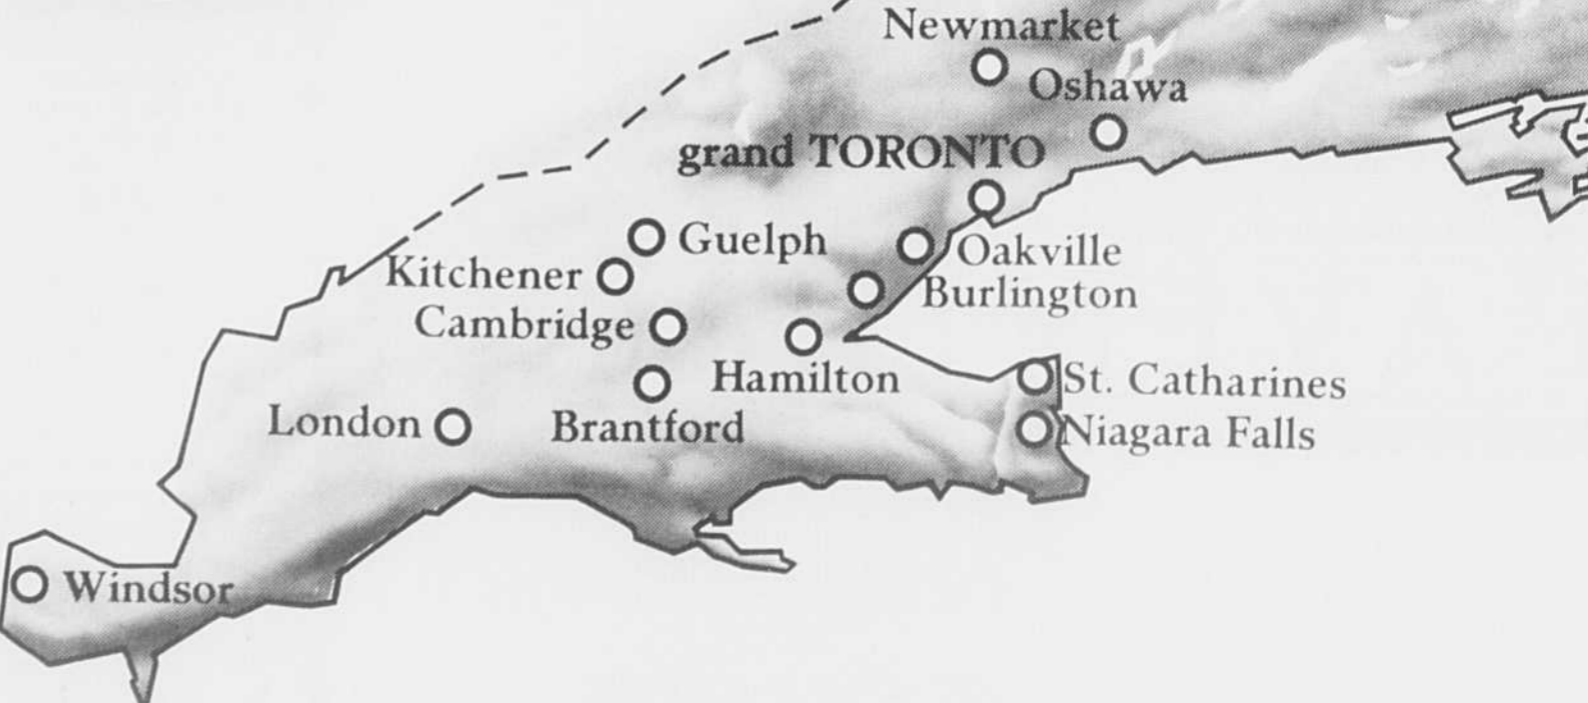 Newmarket
Oshawa
grand TORONTO
Guelph
Oakville
Kitchener
Burlington
Cambridge
Hamilton
St. Catharines
London
Brantford
Niagara Falls
Windsor